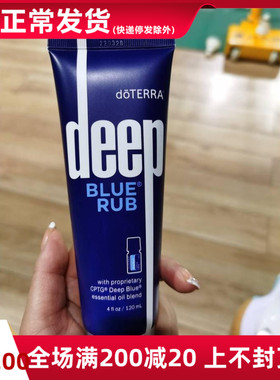 正常发货
(快递停发除外)
dōTERRA
deep
BLUE®
RUB
with proprietary
CPTG® Deep Blue®
essential oil blend
4 fl oz / 120 mL
00
全场满200减20 上不封顶